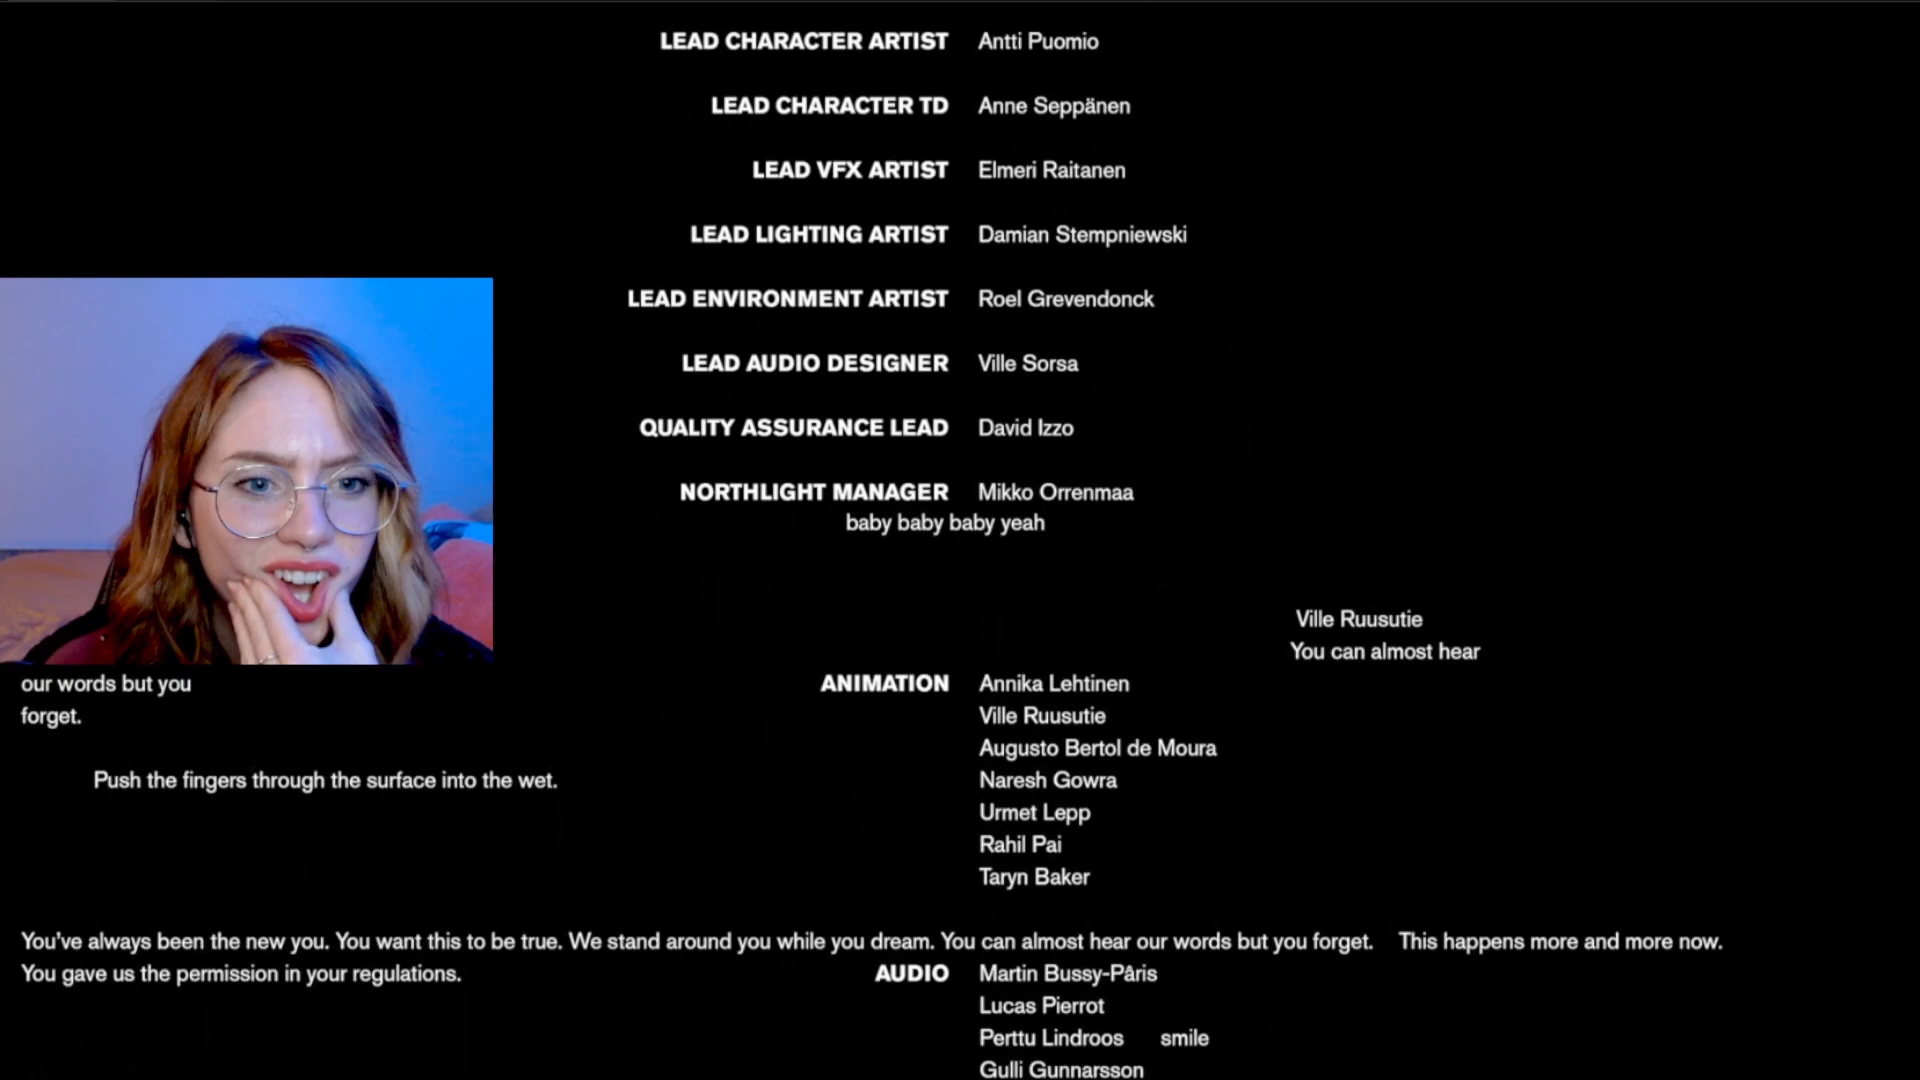 LEAD CHARACTER ARTIST Antti Puomio
LEAD CHARACTER TD Anne Seppänen
LEAD VFX ARTIST Elmeri Raitanen
LEAD LIGHTING ARTIST Damian Stempniewski
LEAD ENVIRONMENT ARTIST Roel Grevendonck
LEAD AUDIO DESIGNER Ville Sorsa
QUALITY ASSURANCE LEAD David Izzo
NORTHLIGHT MANAGER Mikko Orrenmaa
baby baby baby yeah
Ville Ruusutie
You can almost hear
our words but you ANIMATION Annika Lehtinen
forget. Ville Ruusutie
Augusto Bertol de Moura
Push the fingers through the surface into the wet. Naresh Gowra
Urmet Lepp
Rahil Pai
Taryn Baker
You've always been the new you. You want this to be true. We stand around you while you dream. You can almost hear our words but you forget. This happens more and more now.
You gave us the permission in your regulations. AUDIO Martin Bussy-Pâris
Lucas Pierrot
Perttu Lindroos smile
Gulli Gunnarsson